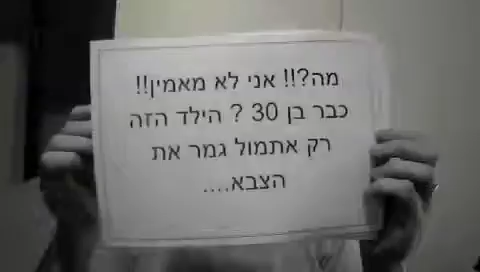 מה?!! אני לא מאמין!!
כבר בן 30 ? הילד הזה
רק אתמול גמר את
הצבא....